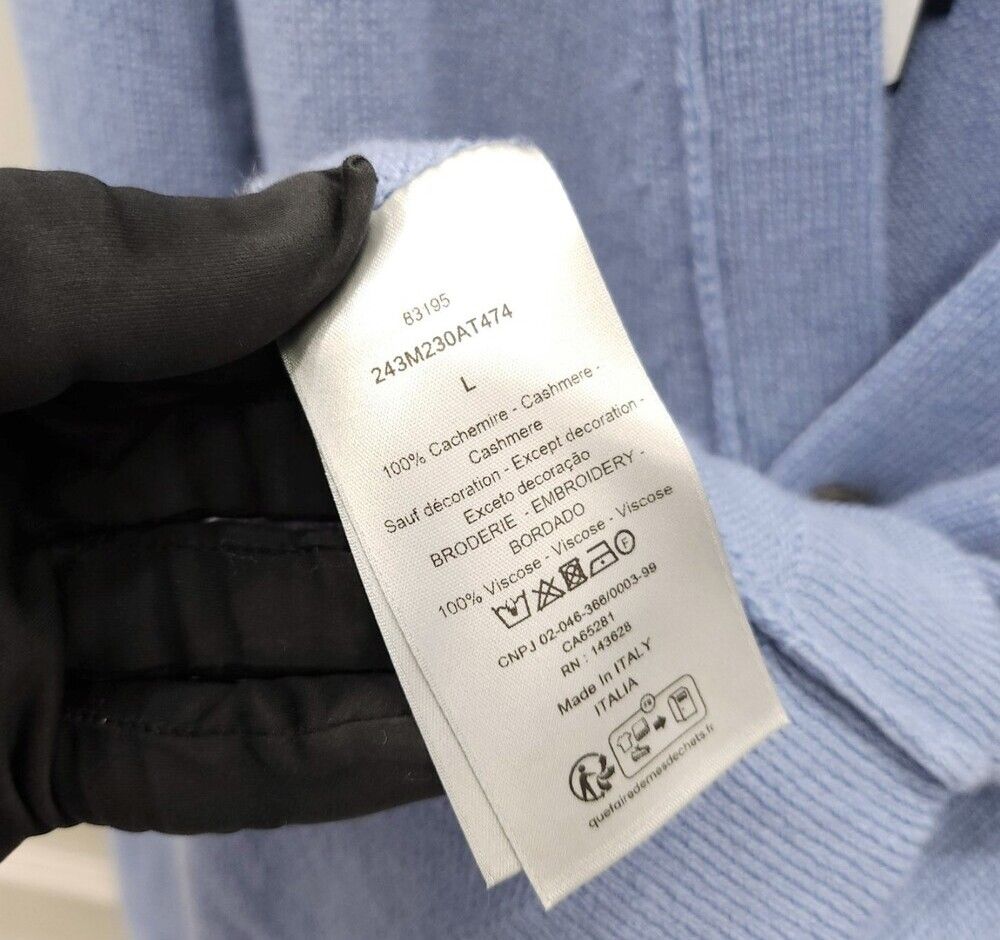 83195
243M230AT474
L
100% Cachemire - Cashmere -
Cashmere
Sauf décoration - Except decoration -
Exceto decoração
BRODERIE - EMBROIDERY -
BORDADO
100% Viscose - Viscose - Viscose
F
CNPJ 02-046-366/0003-99
CA65281
RN : 143628
Made In ITALY
ITALIA
FR
quefairedemesdechets.fr